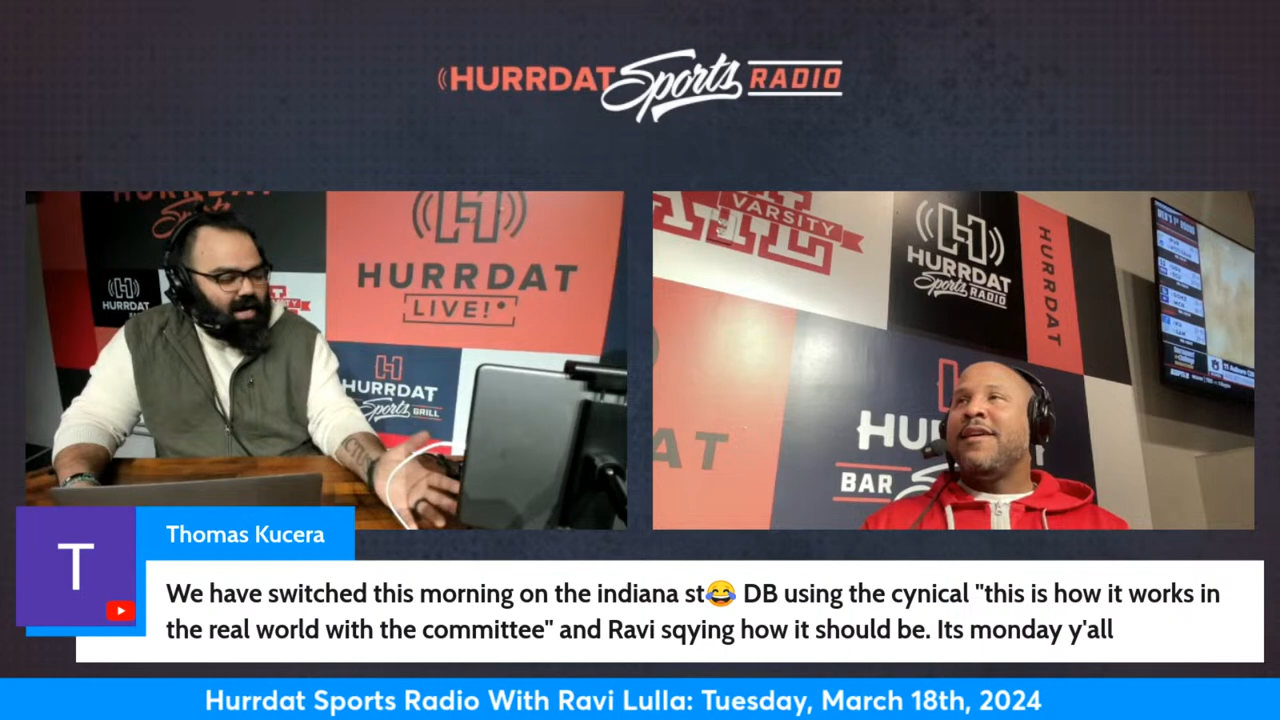 HURRDAT Sports RADIO
HURRDAT
Sports
HURRDAT
HURRDAT
LIVE!
HURRDAT
Sports GRILL
VARSITY
HURRDAT
Sports RADIO
HURRDAT
BAR
T
Thomas Kucera
We have switched this morning on the indiana st😂 DB using the cynical "this is how it works in
the real world with the committee" and Ravi sqying how it should be. Its monday y'all
Hurrdat Sports Radio With Ravi Lulla: Tuesday, March 18th, 2024